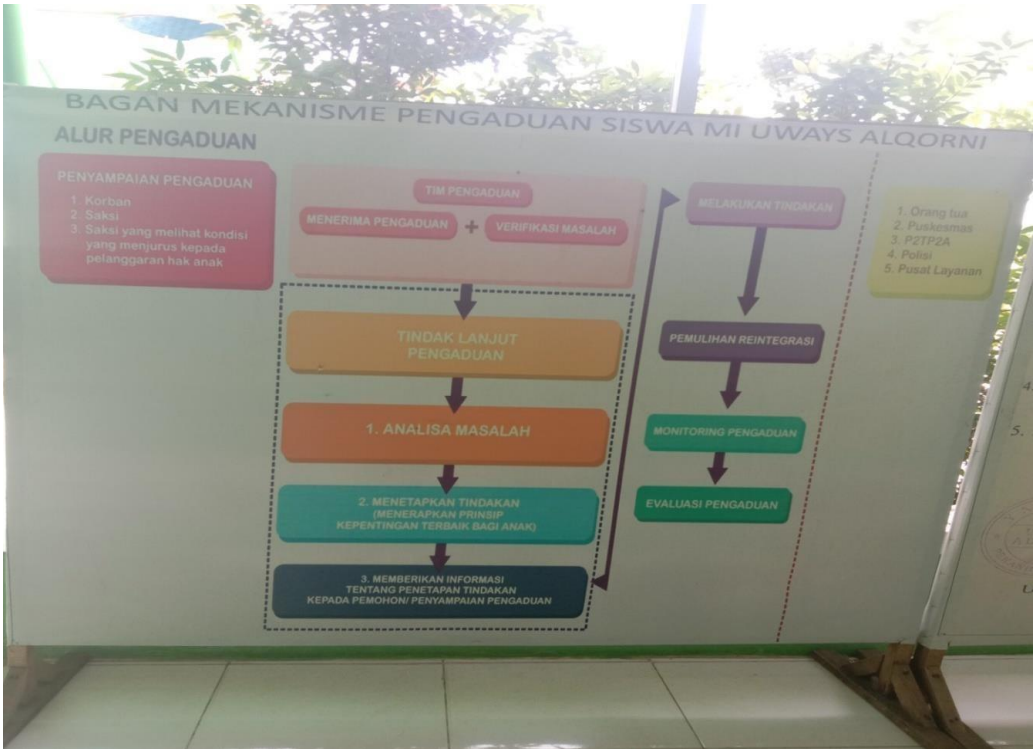 BAGAN MEKANISME PENGADUAN SISWA MI UWAYS ALQORNI
ALUR PENGADUAN
PENYAMPAIAN PENGADUAN
1. Korban
2. Saksi
3. Saksi yang melihat kondisi
yang menjurus kepada
pelanggaran hak anak
TIM PENGADUAN
MENERIMA PENGADUAN + VERIFIKASI MASALAH
TINDAK LANJUT
PENGADUAN
1. ANALISA MASALAH
2. MENETAPKAN TINDAKAN
(MENERAPKAN PRINSIP
KEPENTINGAN TERBAIK BAGI ANAK)
3. MEMBERIKAN INFORMASI
TENTANG PENETAPAN TINDAKAN
KEPADA PEMOHON/ PENYAMPAIAN PENGADUAN
MELAKUKAN TINDAKAN
PEMULIHAN REINTEGRASI
MONITORING PENGADUAN
EVALUASI PENGADUAN
1. Orang tua
2. Puskesmas
3. P2TP2A
4. Polisi
5. Pusat Layanan
4.
5.